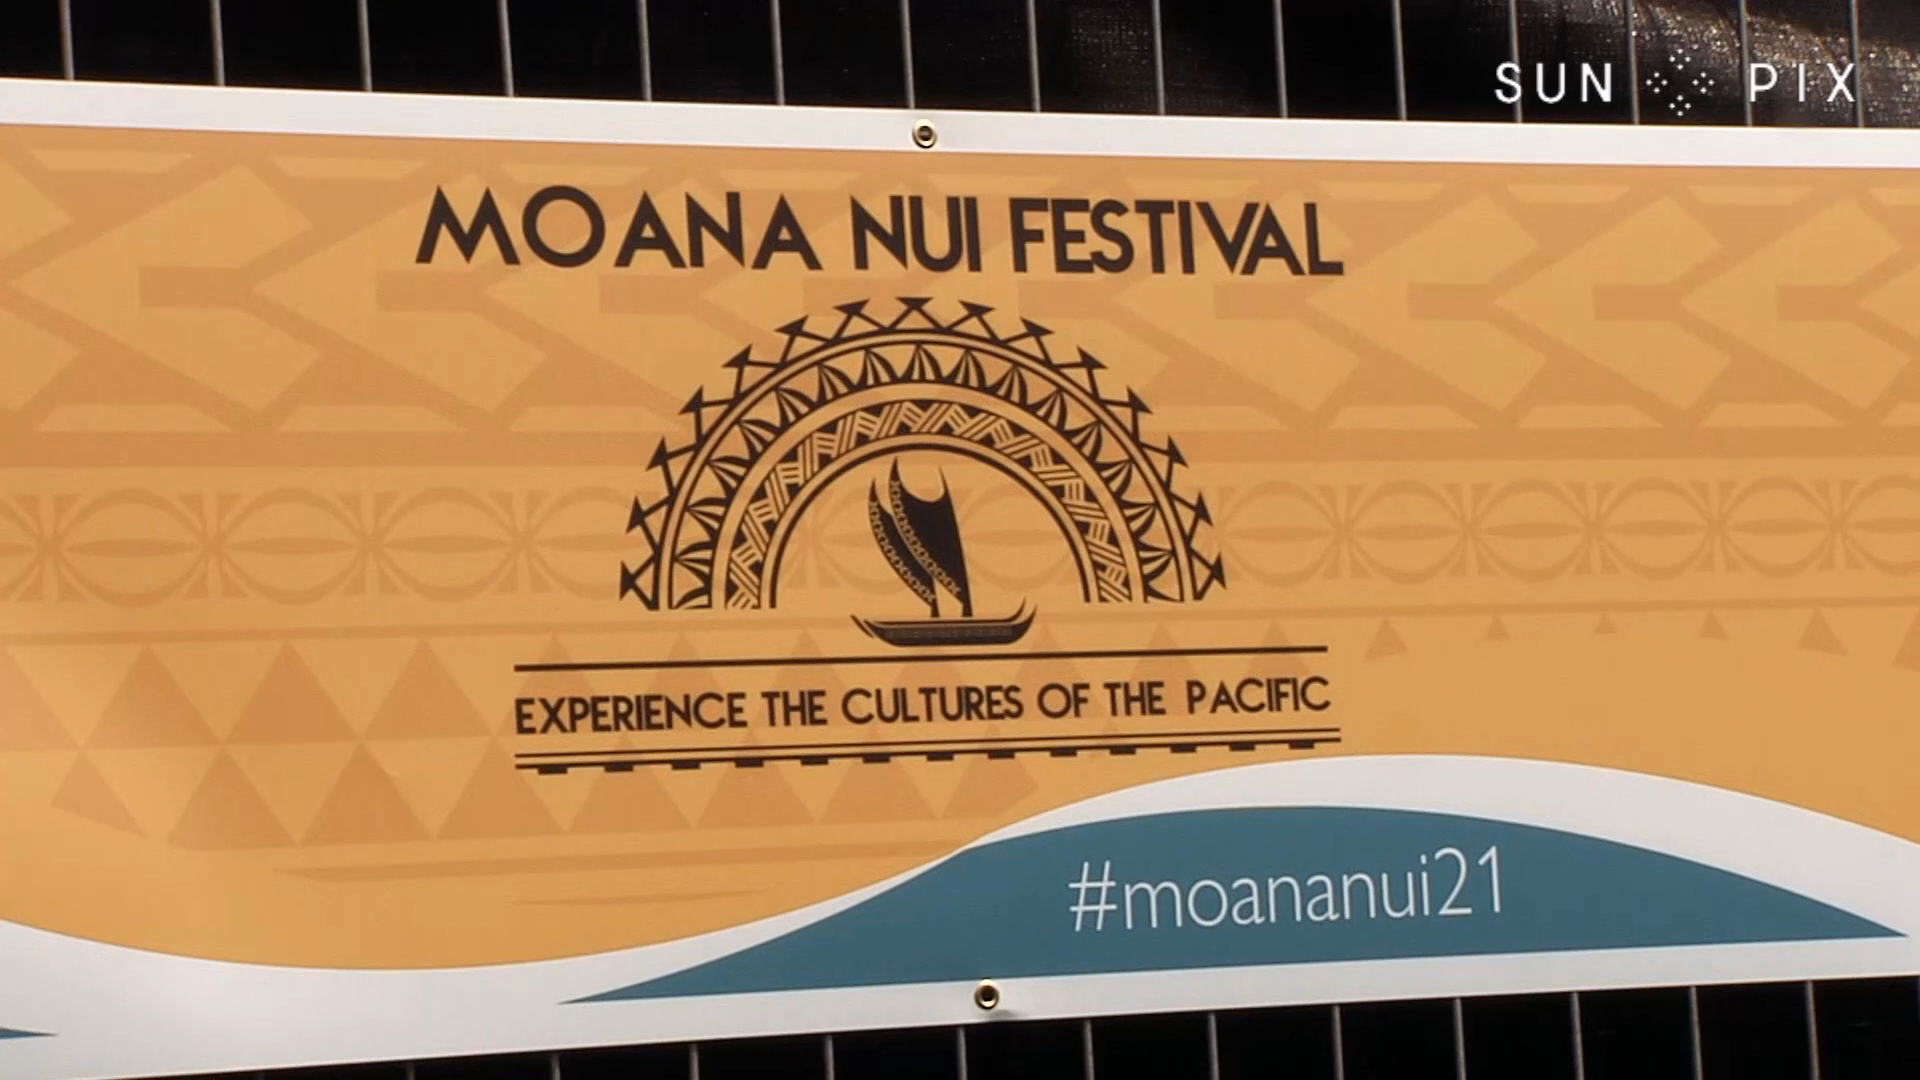 SUN PIX
MOANA NUI FESTIVAL
EXPERIENCE THE CULTURES OF THE PACIFIC
#moananui21